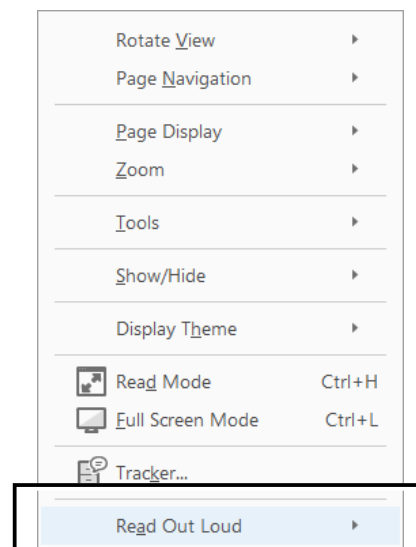 Rotate View
Page Navigation
Page Display
Zoom
Tools
Show/Hide
Display Theme
Read Mode Ctrl+H
Full Screen Mode Ctrl+L
Tracker...
Read Out Loud